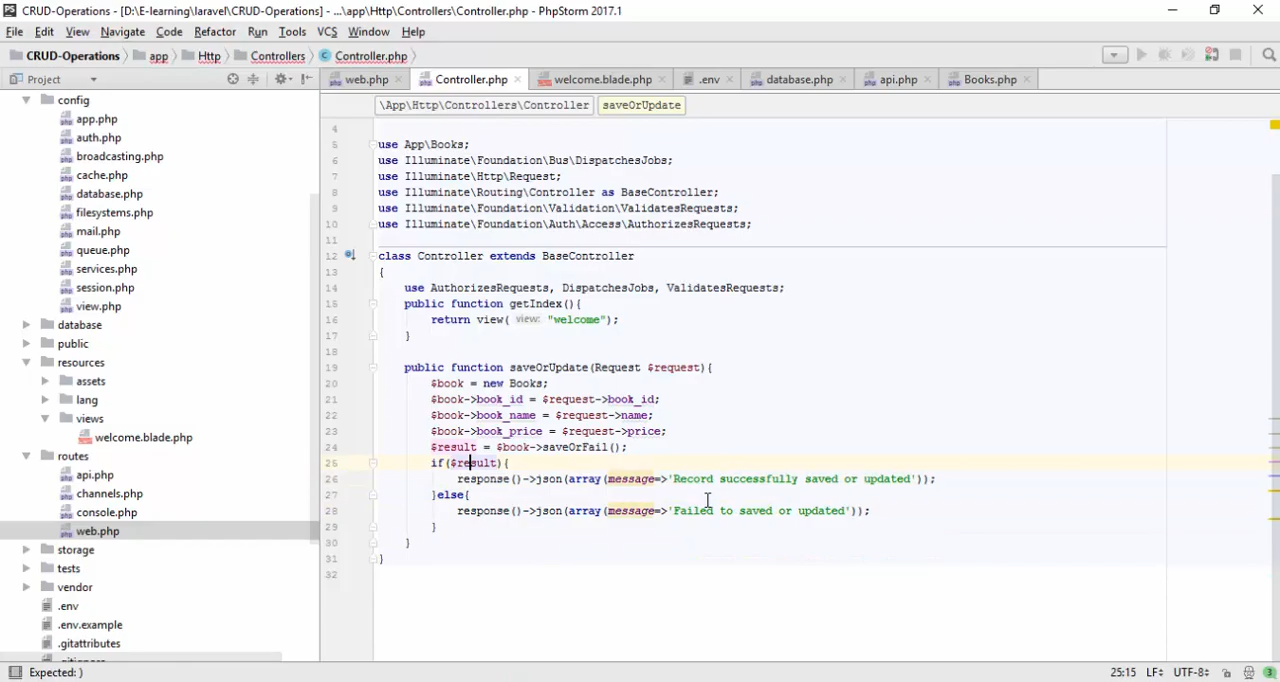 CRUD-Operations - [D:\E-learning\laravel\CRUD-Operations] - ...\app\Http\Controllers\Controller.php - PhpStorm 2017.1
File Edit View Navigate Code Refactor Run Tools VCS Window Help
CRUD-Operations app Http Controllers Controller.php
Project web.php Controller.php welcome.blade.php .env database.php api.php Books.php
\App\Http\Controllers\Controller saveOrUpdate
config
app.php
auth.php
broadcasting.php
cache.php
database.php
filesystems.php
mail.php
queue.php
services.php
session.php
view.php
database
public
resources
assets
lang
views
welcome.blade.php
routes
api.php
channels.php
console.php
web.php
storage
tests
vendor
.env
.env.example
.gitattributes
4
5 use App\Books;
6 use Illuminate\Foundation\Bus\DispatchesJobs;
7 use Illuminate\Http\Request;
8 use Illuminate\Routing\Controller as BaseController;
9 use Illuminate\Foundation\Validation\ValidatesRequests;
10 use Illuminate\Foundation\Auth\Access\AuthorizesRequests;
11
12 class Controller extends BaseController
13 {
14 use AuthorizesRequests, DispatchesJobs, ValidatesRequests;
15 public function getIndex(){
16 return view( view: "welcome");
17 }
18
19 public function saveOrUpdate(Request $request){
20 $book = new Books;
21 $book->book_id = $request->book_id;
22 $book->book_name = $request->name;
23 $book->book_price = $request->price;
24 $result = $book->saveOrFail();
25 if($result){
26 response()->json(array(message=>'Record successfully saved or updated'));
27 }else{
28 response()->json(array(message=>'Failed to saved or updated'));
29 }
30 }
31 }
32
Expected: ) 25:15 LF÷ UTF-8÷ 3